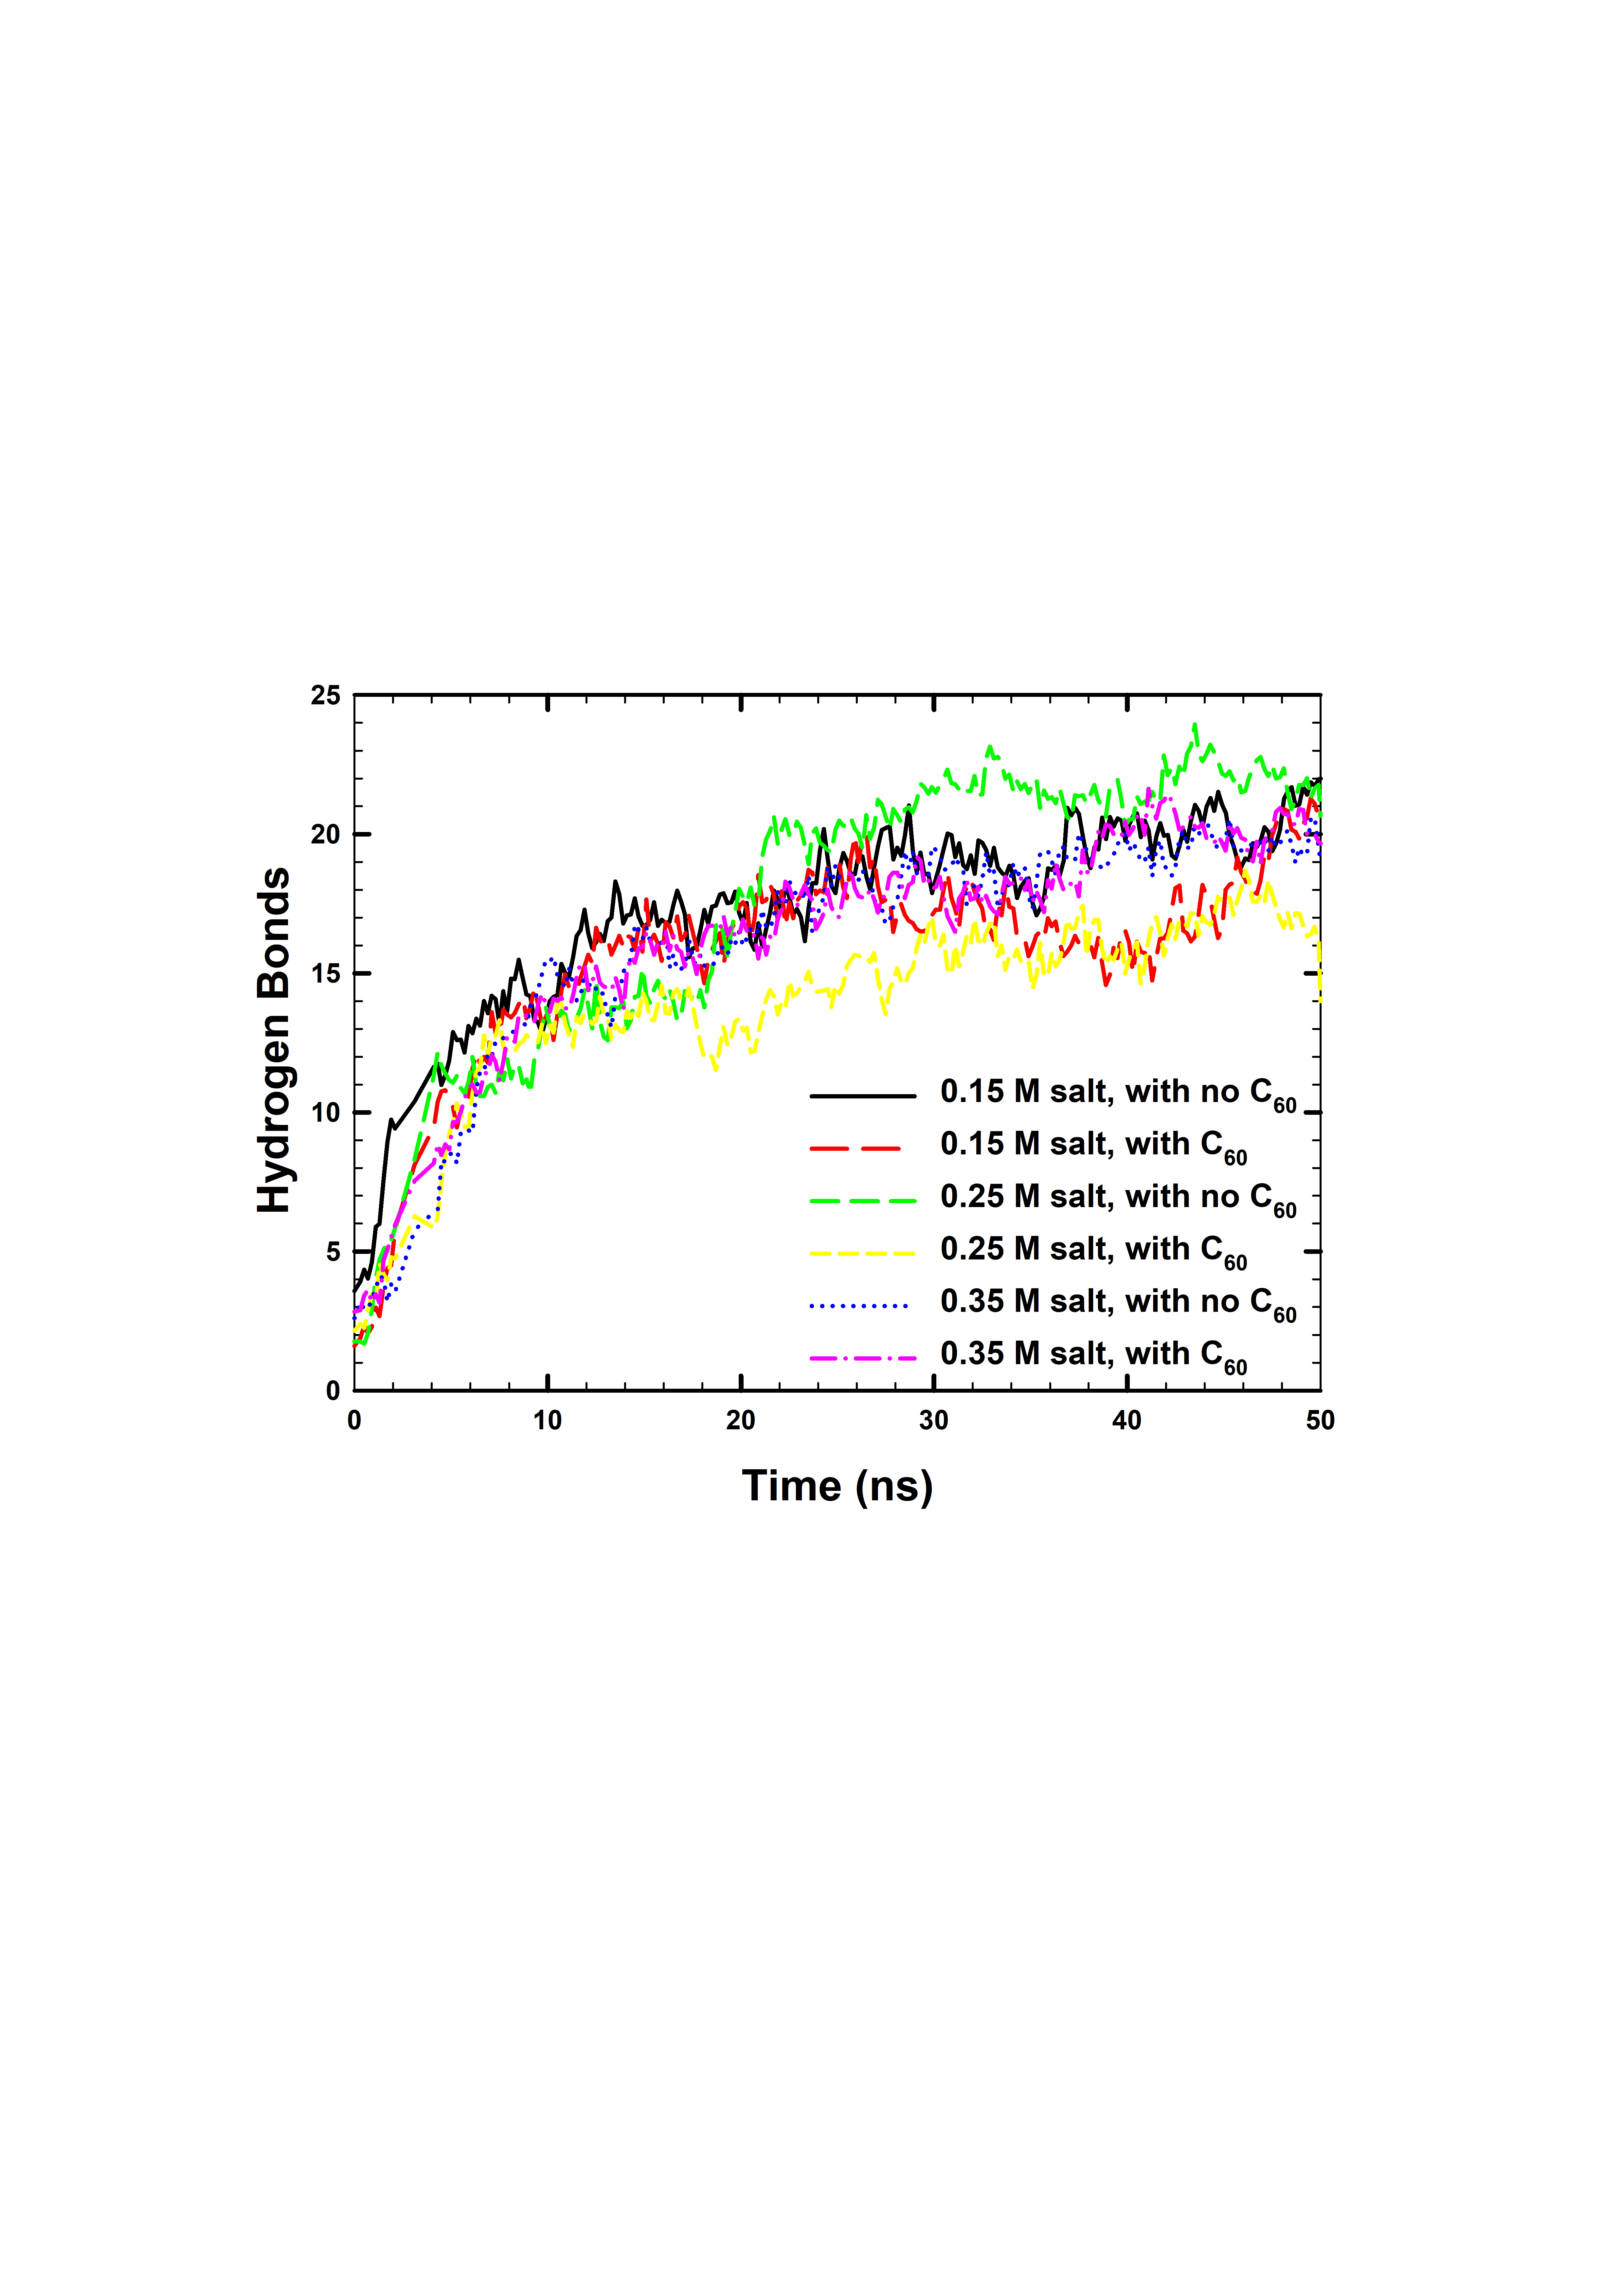 25
20
15
10
5
0
Hydrogen Bonds
0.15 M salt, with no C60
0.15 M salt, with C60
0.25 M salt, with no C60
0.25 M salt, with C60
0.35 M salt, with no C60
0.35 M salt, with C60
0 10 20 30 40 50
Time (ns)